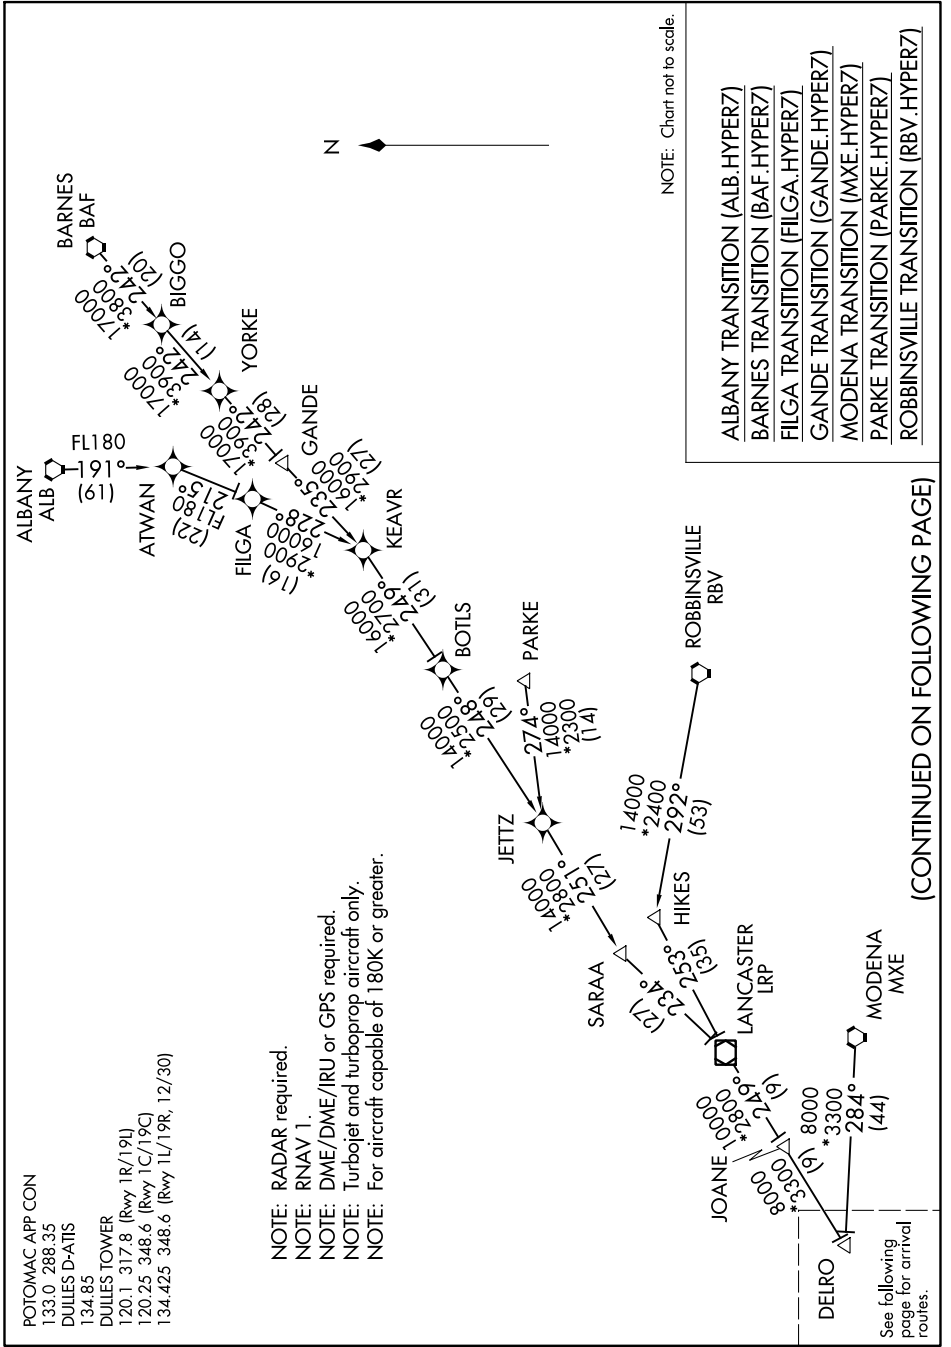 POTOMAC APP CON
133.0 288.35
DULLES D-ATIS
134.85
DULLES TOWER
120.1 317.8 (Rwy 1R/19L)
120.25 348.6 (Rwy 1C/19C)
134.425 348.6 (Rwy 1L/19R, 12/30)
NOTE: RADAR required.
NOTE: RNAV 1.
NOTE: DME/DME/IRU or GPS required.
NOTE: Turbojet and turboprop aircraft only.
NOTE: For aircraft capable of 180K or greater.
ALBANY
ALB
FL180
191°
(61)
ATWAN
FL180
215°
(22)
FILGA
16000
*2900
228°
(16)
BARNES
BAF
17000
*3800
242°
(20)
BIGGO
17000
*3900
242°
(14)
YORKE
17000
*3900
242°
(28)
GANDE
235°
16000
*2900
(27)
KEAVR
16000
*2700
249°
(31)
BOTLS
14000
*2500
248°
(29)
PARKE
274°
14000
*2300
(14)
JETTZ
14000
*2800
251°
(27)
SARAA
234°
(27)
ROBBINSVILLE
RBV
14000
*2400
292°
(53)
HIKES
253°
(35)
LANCASTER
LRP
10000
*2800
249°
(9)
JOANE
8000
*3300
(9)
MODENA
MXE
8000
*3300
284°
(44)
DELRO
See following
page for arrival
routes.
N
NOTE: Chart not to scale.
ALBANY TRANSITION (ALB.HYPER7)
BARNES TRANSITION (BAF.HYPER7)
FILGA TRANSITION (FILGA.HYPER7)
GANDE TRANSITION (GANDE.HYPER7)
MODENA TRANSITION (MXE.HYPER7)
PARKE TRANSITION (PARKE.HYPER7)
ROBBINSVILLE TRANSITION (RBV.HYPER7)
(CONTINUED ON FOLLOWING PAGE)